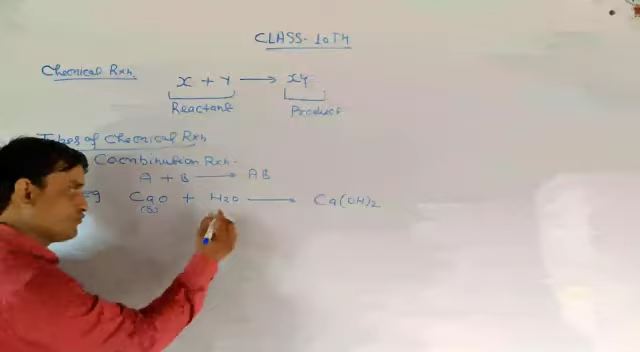 CLASS-10TH
Chemical Rxn
X + Y → XY
Reactant Product
Types of Chemical Rxn
Combination Rxn.
A + B → AB
CaO + H2O → Ca(OH)2
(S)